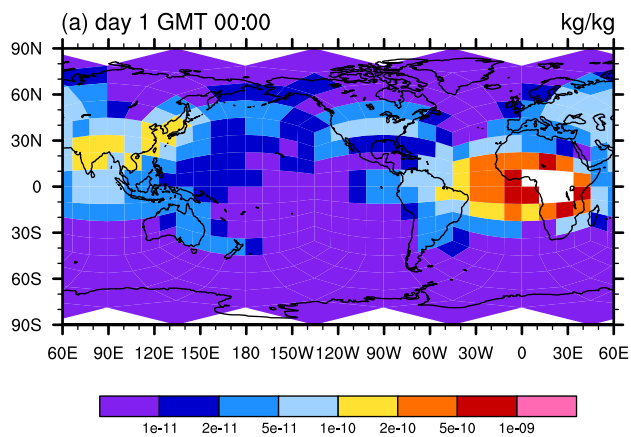 (a) day 1 GMT 00:00 kg/kg
90N
60N
30N
0
30S
60S
90S
60E 90E 120E 150E 180 150W 120W 90W 60W 30W 0 30E 60E
1e-11 2e-11 5e-11 1e-10 2e-10 5e-10 1e-09